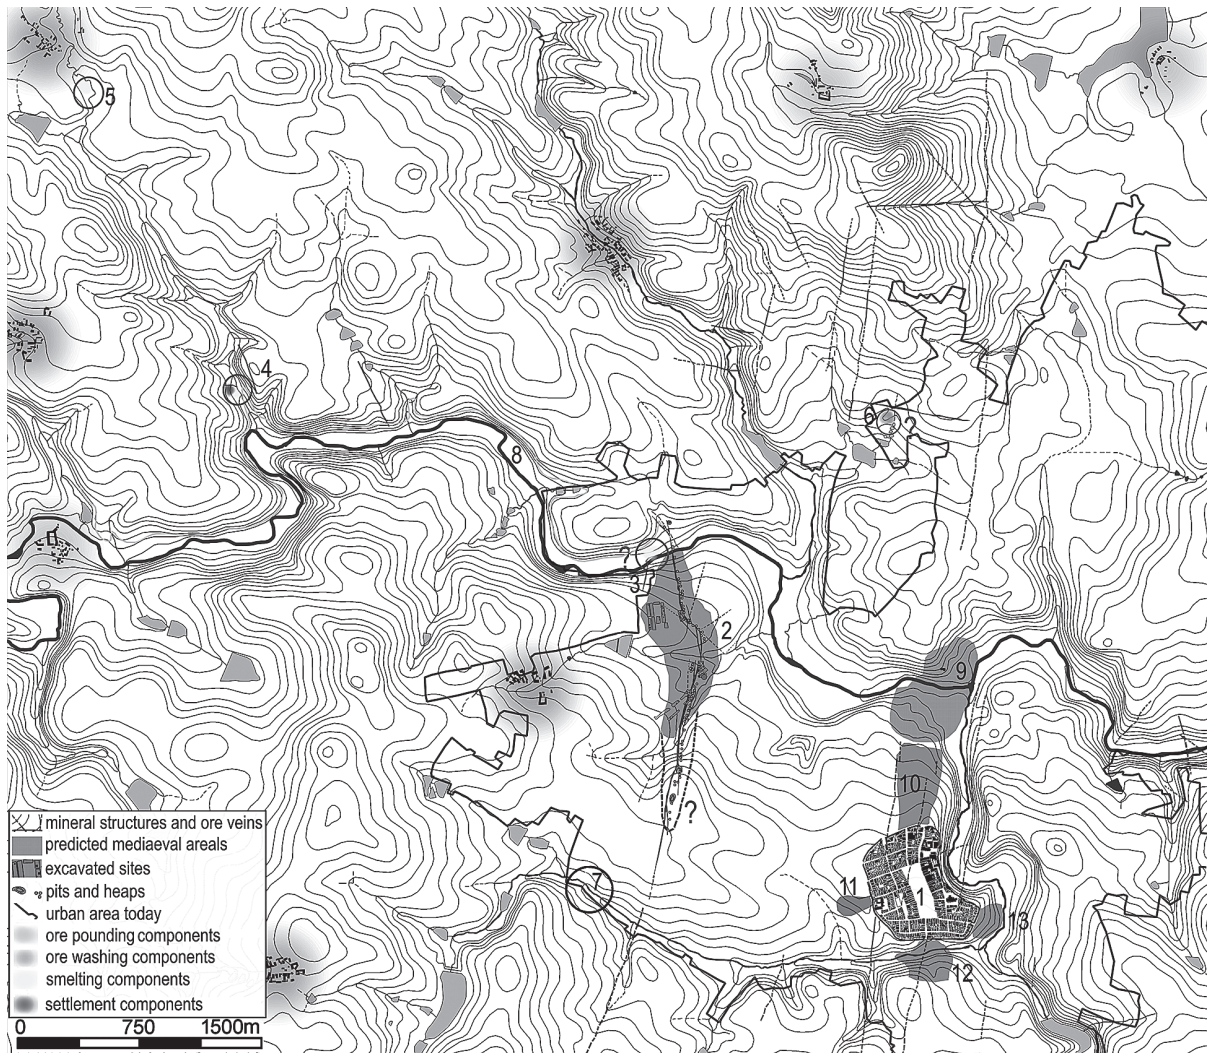 5
4
8
6
?
?
3
2
9
10
?
7
11
1
13
12
mineral structures and ore veins
predicted mediaeval areals
excavated sites
pits and heaps
urban area today
ore pounding components
ore washing components
smelting components
settlement components
0 750 1500m